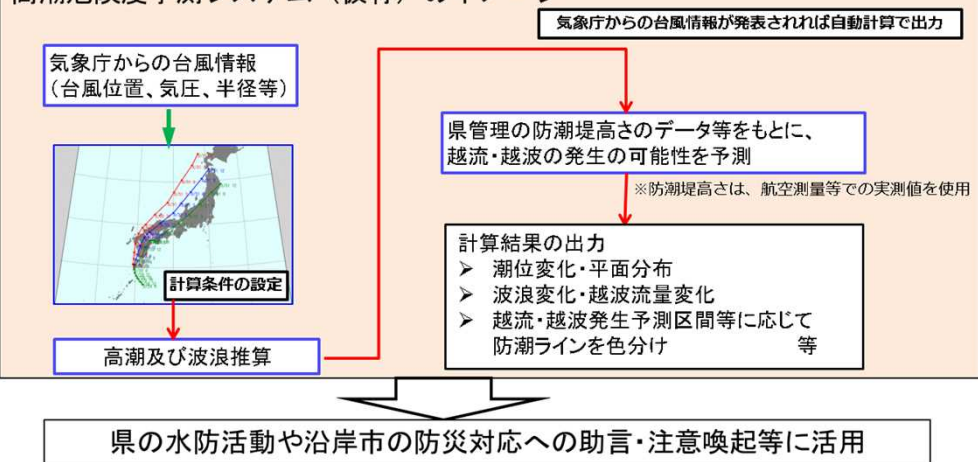 気象庁からの台風情報が発表されれば自動計算で出力
気象庁からの台風情報
(台風位置、気圧、半径等)
計算条件の設定
高潮及び波浪推算
県管理の防潮堤高さのデータ等をもとに、
越流・越波の発生の可能性を予測
※防潮堤高さは、航空測量等での実測値を使用
計算結果の出力
➢ 潮位変化・平面分布
➢ 波浪変化・越波流量変化
➢ 越流・越波発生予測区間等に応じて
防潮ラインを色分け 等
県の水防活動や沿岸市の防災対応への助言・注意喚起等に活用